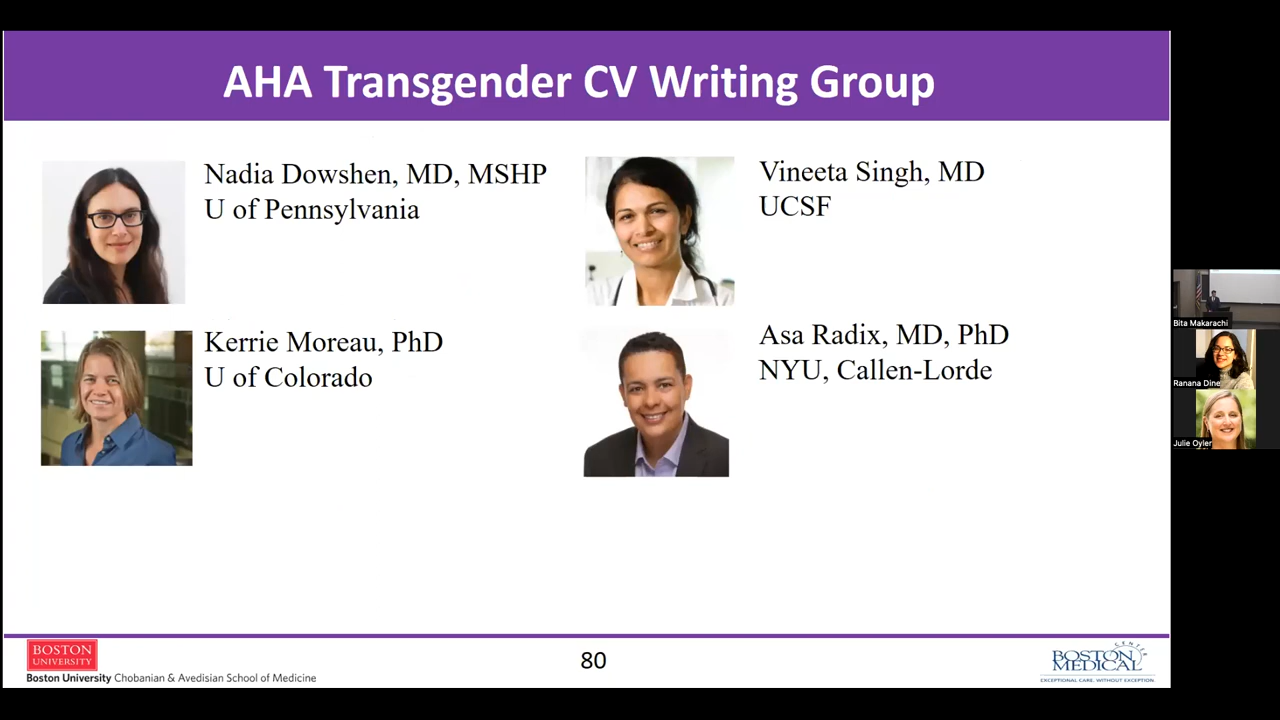 AHA Transgender CV Writing Group
Nadia Dowshen, MD, MSHP
U of Pennsylvania
Vineeta Singh, MD
UCSF
Kerrie Moreau, PhD
U of Colorado
Asa Radix, MD, PhD
NYU, Callen-Lorde
Bita Makarachi
Ranana Dine
Julie Oyler
BOSTON
UNIVERSITY
Boston University Chobanian & Avedisian School of Medicine
80
BOSTON
MEDICAL
CENTER
EXCEPTIONAL CARE. WITHOUT EXCEPTION.